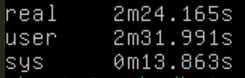 real 2m24.165s
user 2m31.991s
sys 0m13.863s